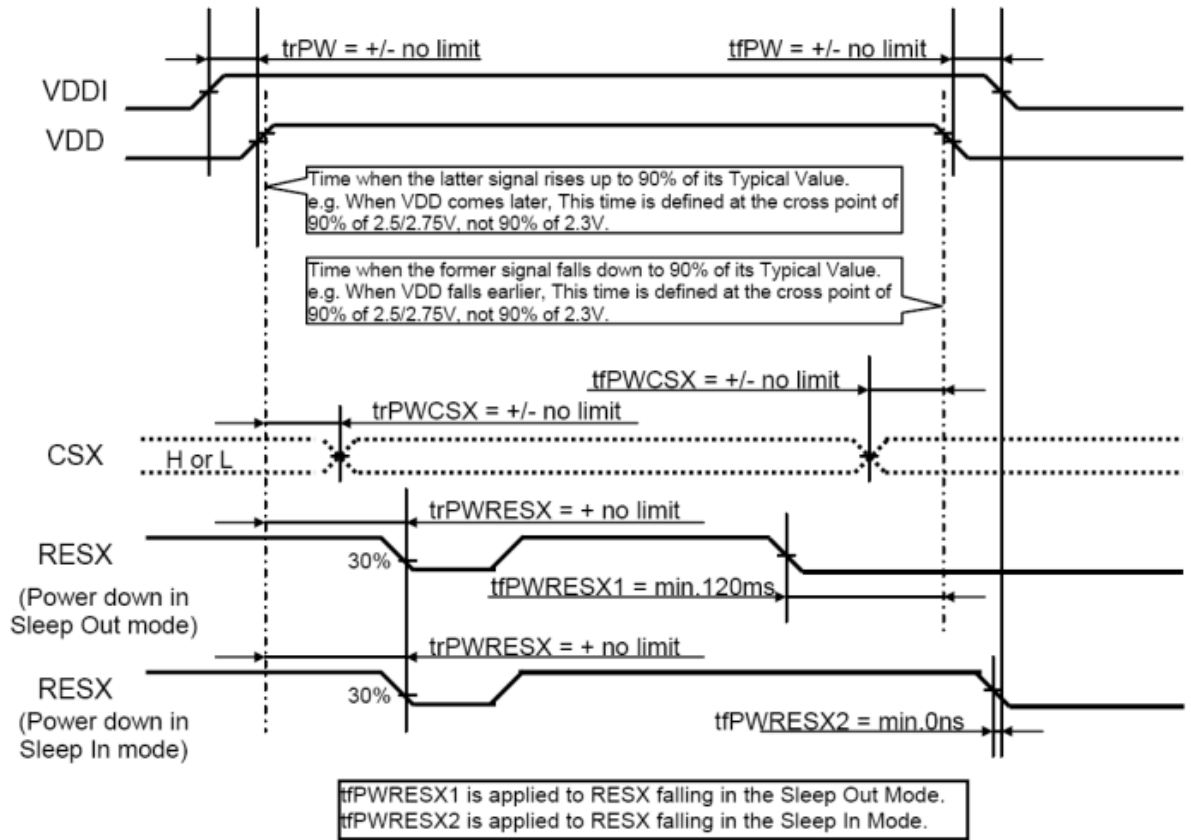 trPW = +/- no limit
tfPW = +/- no limit
VDDI
VDD
Time when the latter signal rises up to 90% of its Typical Value.
e.g. When VDD comes later, This time is defined at the cross point of
90% of 2.5/2.75V, not 90% of 2.3V.
Time when the former signal falls down to 90% of its Typical Value.
e.g. When VDD falls earlier, This time is defined at the cross point of
90% of 2.5/2.75V, not 90% of 2.3V.
tfPWCSX = +/- no limit
trPWCSX = +/- no limit
CSX
H or L
trPWRESX = + no limit
RESX
30%
(Power down in
Sleep Out mode)
tfPWRESX1 = min.120ms
trPWRESX = + no limit
RESX
30%
(Power down in
Sleep In mode)
tfPWRESX2 = min.0ns
tfPWRESX1 is applied to RESX falling in the Sleep Out Mode.
tfPWRESX2 is applied to RESX falling in the Sleep In Mode.